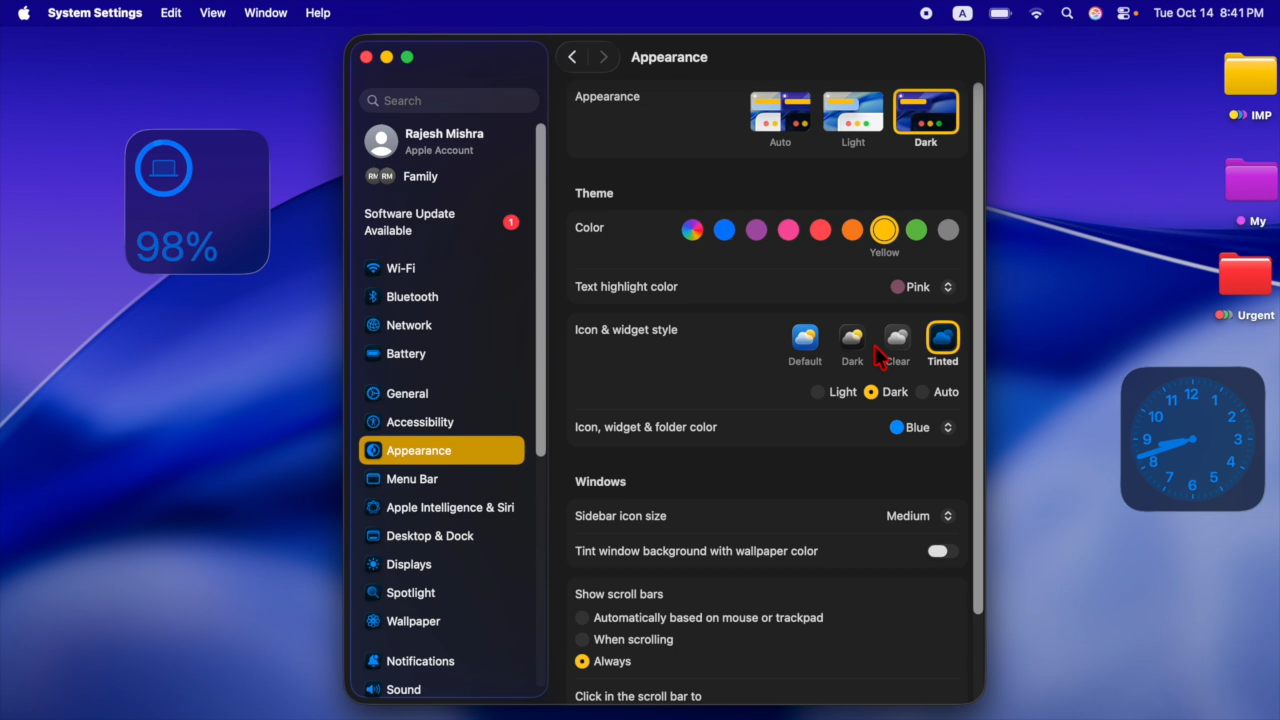 System Settings Edit View Window Help
A Tue Oct 14 8:41 PM
98%
Search
Rajesh Mishra
Apple Account
RM RM Family
Software Update
Available
1
Wi-Fi
Bluetooth
Network
Battery
General
Accessibility
Appearance
Menu Bar
Apple Intelligence & Siri
Desktop & Dock
Displays
Spotlight
Wallpaper
Notifications
Sound
Appearance
Appearance
Auto Light Dark
Theme
Color
Yellow
Text highlight color Pink
Icon & widget style
Default Dark Clear Tinted
Light Dark Auto
Icon, widget & folder color Blue
Windows
Sidebar icon size Medium
Tint window background with wallpaper color
Show scroll bars
Automatically based on mouse or trackpad
When scrolling
Always
Click in the scroll bar to
IMP
My
Urgent
12
11 1
10 2
9 3
8 4
7 5
6